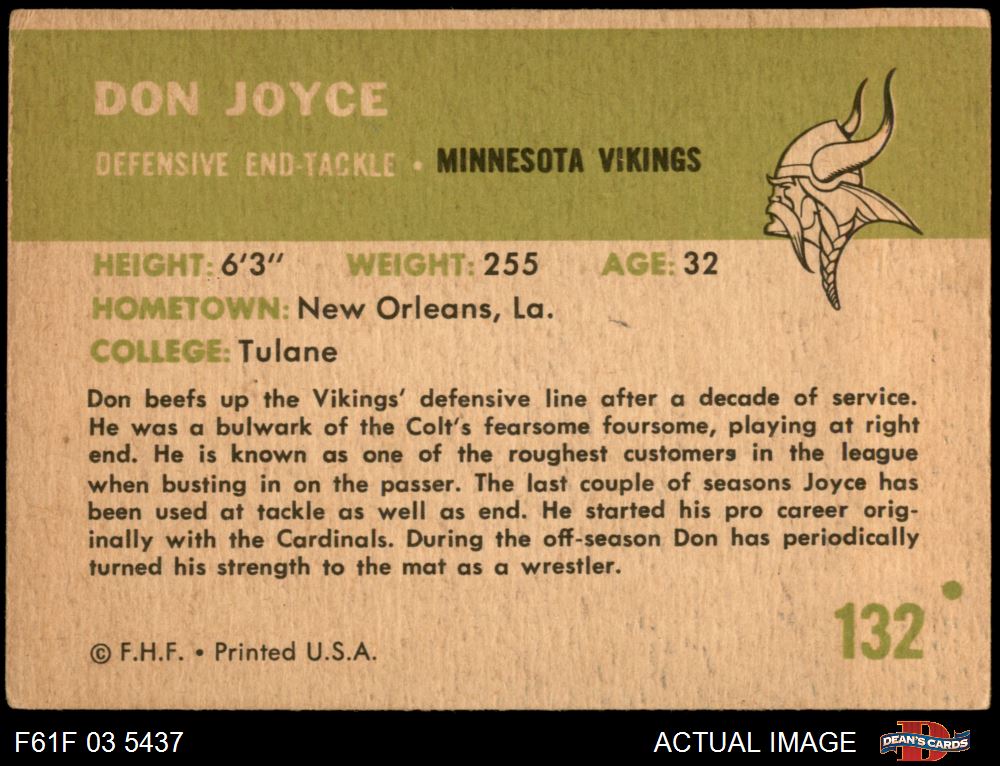 DON JOYCE
DEFENSIVE END-TACKLE • MINNESOTA VIKINGS
HEIGHT: 6'3" WEIGHT: 255 AGE: 32
HOMETOWN: New Orleans, La.
COLLEGE: Tulane
Don beefs up the Vikings' defensive line after a decade of service.
He was a bulwark of the Colt's fearsome foursome, playing at right
end. He is known as one of the roughest customers in the league
when busting in on the passer. The last couple of seasons Joyce has
been used at tackle as well as end. He started his pro career orig-
inally with the Cardinals. During the off-season Don has periodically
turned his strength to the mat as a wrestler.
132
© F.H.F. • Printed U.S.A.
F61F 03 5437 ACTUAL IMAGE D DEAN'S CARDS